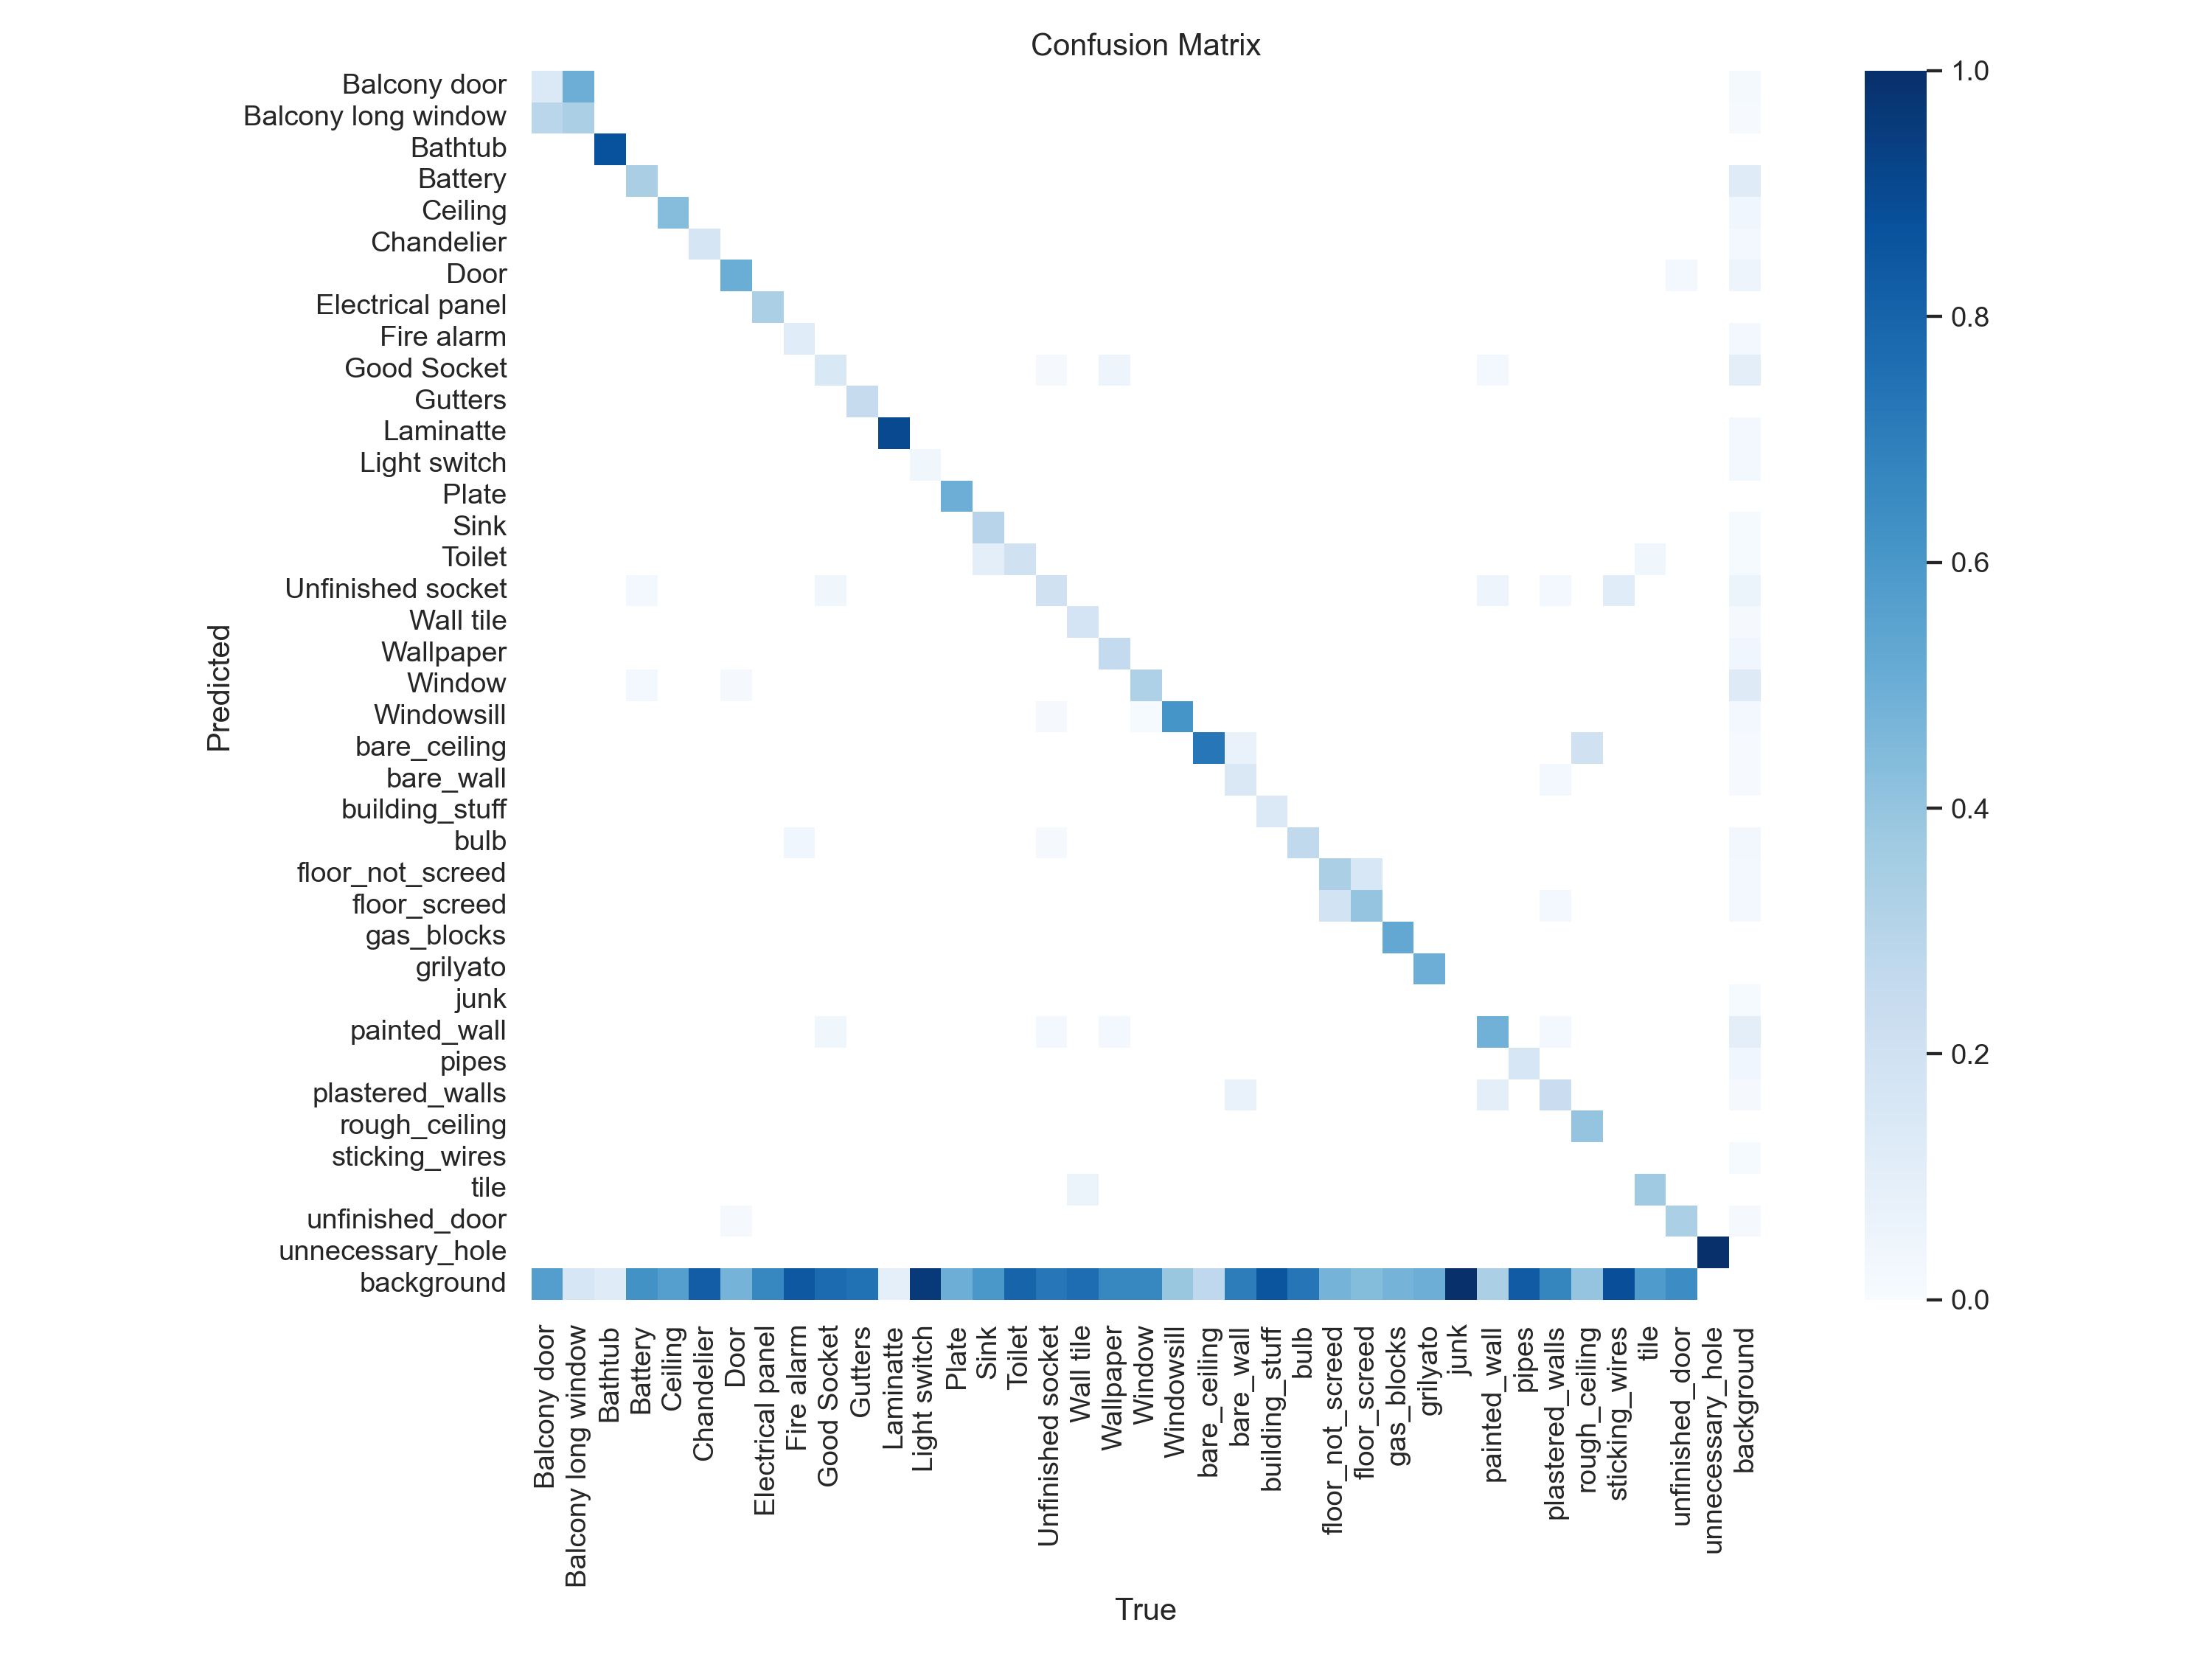 Confusion Matrix
Balcony door
Balcony long window
Bathtub
Battery
Ceiling
Chandelier
Door
Electrical panel
Fire alarm
Good Socket
Gutters
Laminatte
Light switch
Plate
Sink
Toilet
Unfinished socket
Wall tile
Wallpaper
Window
Windowsill
bare_ceiling
bare_wall
building_stuff
bulb
floor_not_screed
floor_screed
gas_blocks
grilyato
junk
painted_wall
pipes
plastered_walls
rough_ceiling
sticking_wires
tile
unfinished_door
unnecessary_hole
background
Predicted
Balcony door
Balcony long window
Bathtub
Battery
Ceiling
Chandelier
Door
Electrical panel
Fire alarm
Good Socket
Gutters
Laminatte
Light switch
Plate
Sink
Toilet
Unfinished socket
Wall tile
Wallpaper
Window
Windowsill
bare_ceiling
bare_wall
building_stuff
bulb
floor_not_screed
floor_screed
gas_blocks
grilyato
junk
painted_wall
pipes
plastered_walls
rough_ceiling
sticking_wires
tile
unfinished_door
unnecessary_hole
background
True
1.0
0.8
0.6
0.4
0.2
0.0